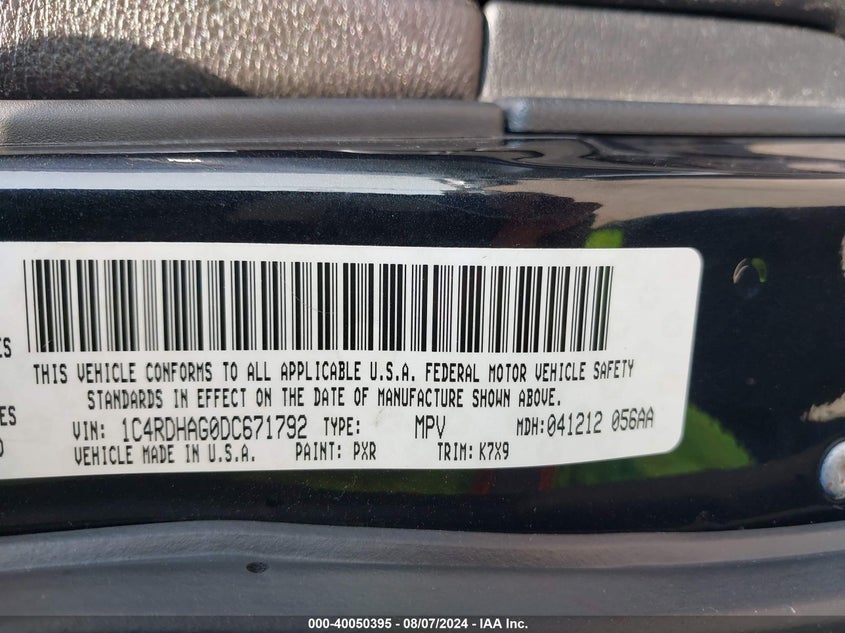 ES
THIS VEHICLE CONFORMS TO ALL APPLICABLE U.S.A. FEDERAL MOTOR VEHICLE SAFETY
STANDARDS IN EFFECT ON THE DATE OF MANUFACTURE SHOWN ABOVE.
ES
VIN: 1C4RDHAG0DC671792 TYPE: MPV MDH:041212 056AA
VEHICLE MADE IN U.S.A. PAINT: PXR TRIM: K7X9
000-40050395 - 08/07/2024 - IAA Inc.